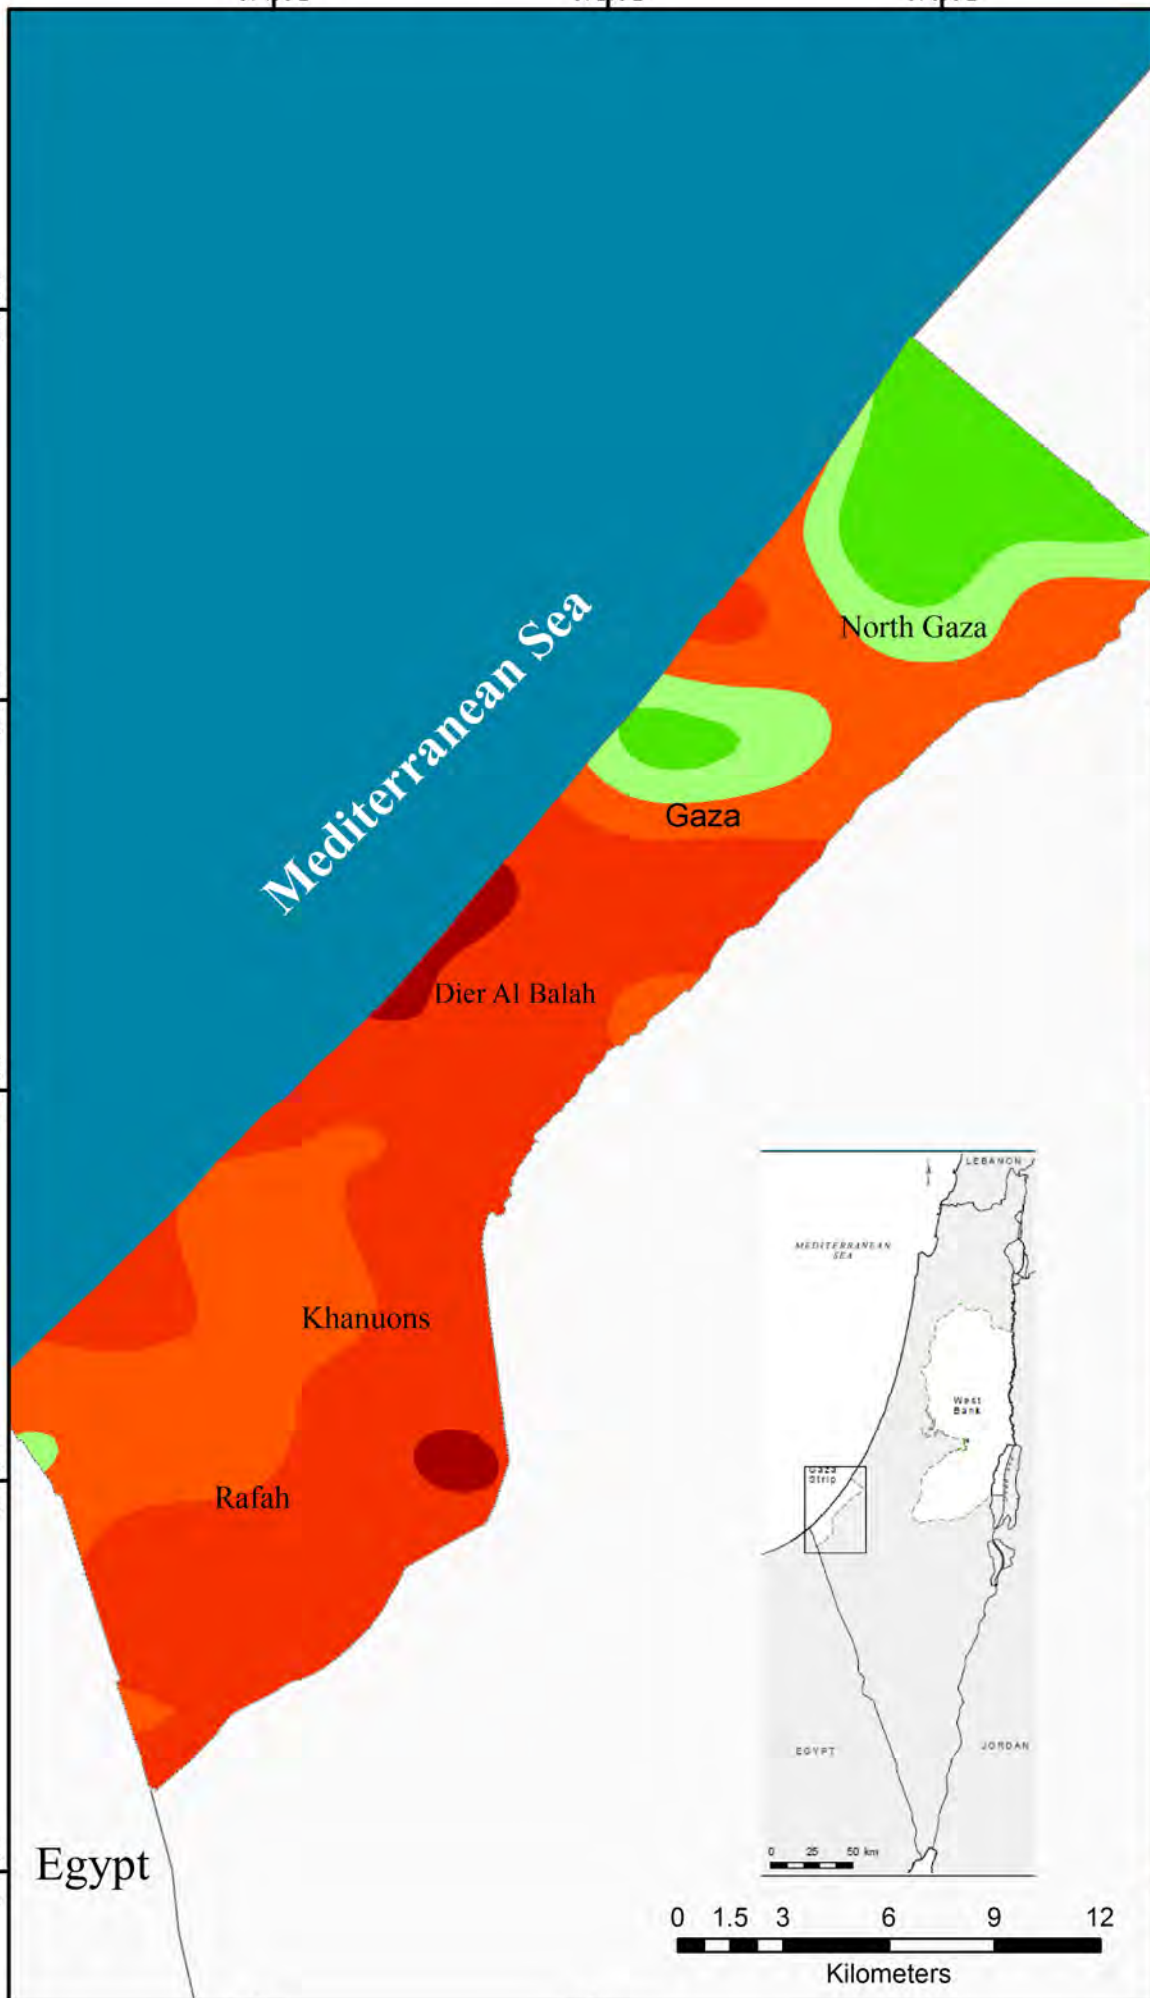 Mediterranean Sea
North Gaza
Gaza
Dier Al Balah
Khanuons
Rafah
Egypt
LEBANON
MEDITERRANEAN
SEA
West
Bank
Gaza
Strip
EGYPT
JORDAN
0 25 50 km
0 1.5 3 6 9 12
Kilometers